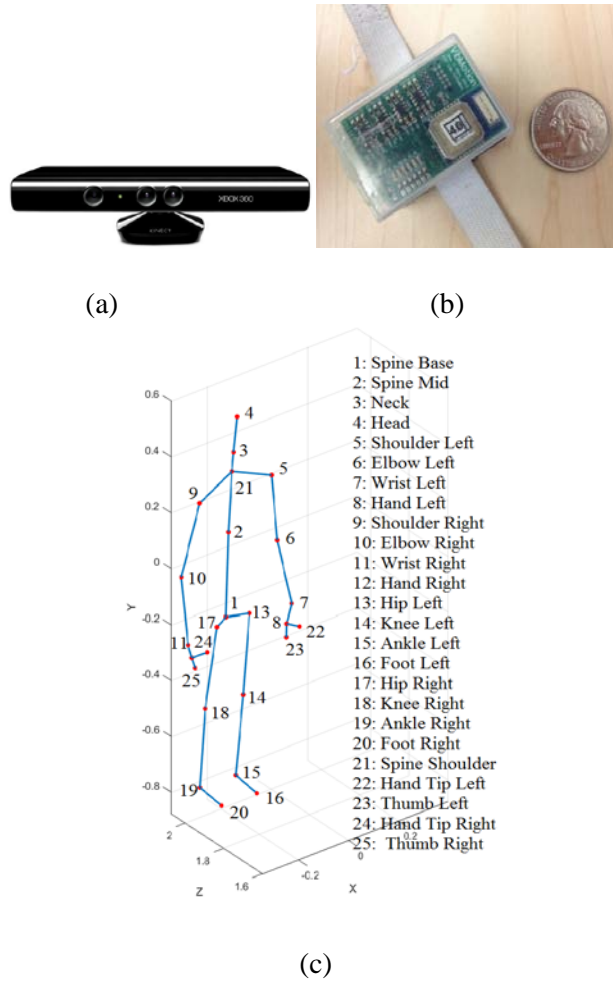 XBOX 360
KINECT
(a)
(b)
1: Spine Base
2: Spine Mid
3: Neck
4: Head
5: Shoulder Left
6: Elbow Left
7: Wrist Left
8: Hand Left
9: Shoulder Right
10: Elbow Right
11: Wrist Right
12: Hand Right
13: Hip Left
14: Knee Left
15: Ankle Left
16: Foot Left
17: Hip Right
18: Knee Right
19: Ankle Right
20: Foot Right
21: Spine Shoulder
22: Hand Tip Left
23: Thumb Left
24: Hand Tip Right
25: Thumb Right
0.6
0.4
0.2
0
-0.2
-0.4
-0.6
-0.8
Y
4
3
5
21
9
2
6
10
1
13
7
17
8
22
11
24
23
25
14
18
15
19
16
20
2
1.8
1.6
Z
-0.2
0
0.2
X
(c)